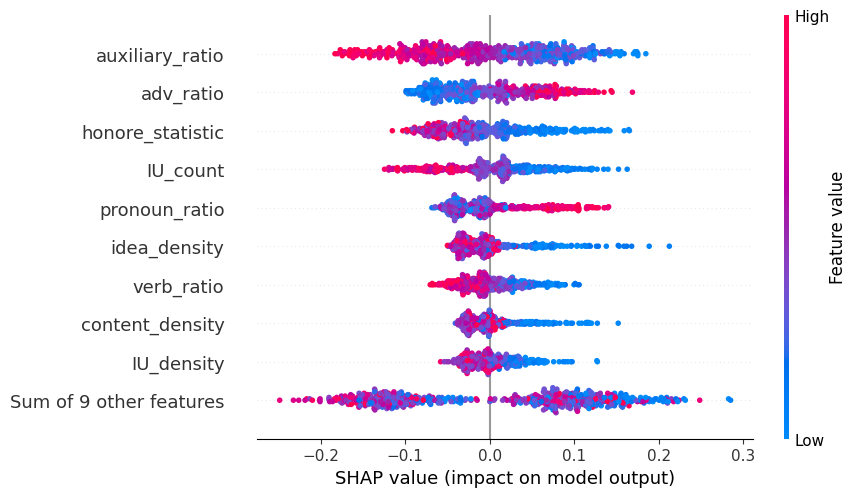 High
auxiliary_ratio
adv_ratio
honore_statistic
IU_count
pronoun_ratio
idea_density
verb_ratio
content_density
IU_density
Sum of 9 other features
Feature value
Low
−0.2 −0.1 0.0 0.1 0.2 0.3
SHAP value (impact on model output)